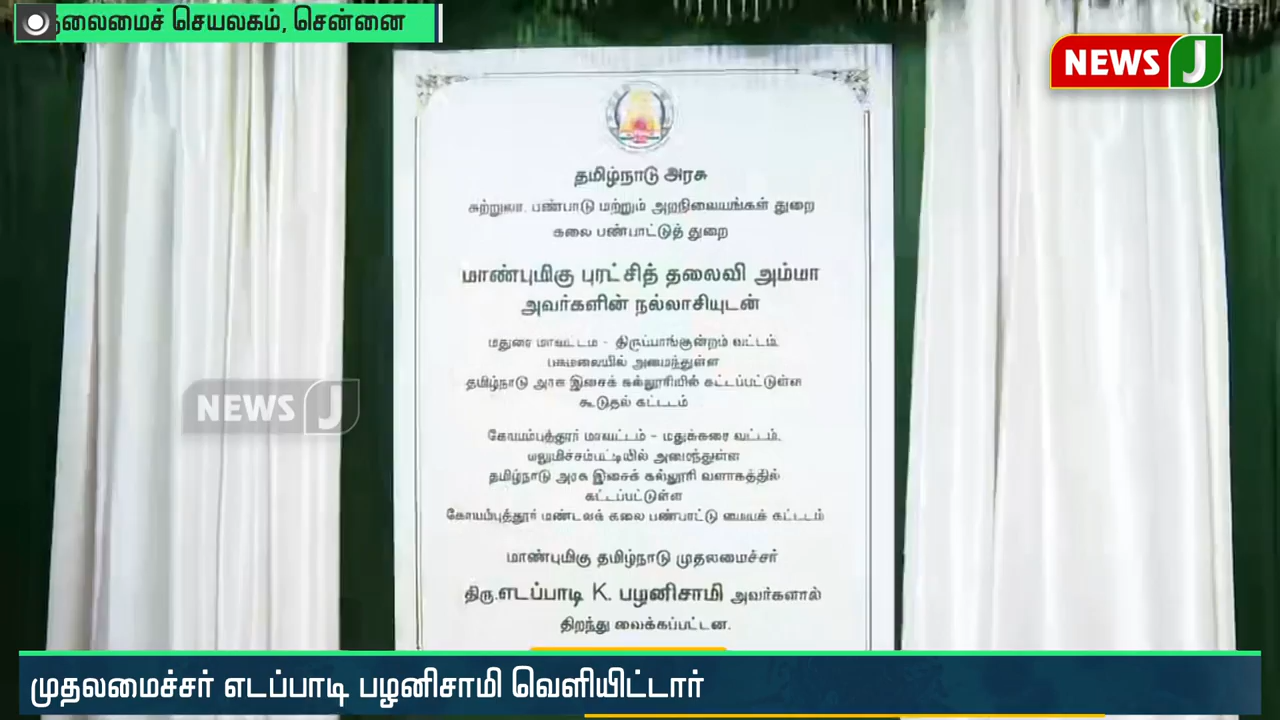 தலைமைச் செயலகம், சென்னை
NEWS J
தமிழ்நாடு அரசு
சுற்றுலா, பண்பாடு மற்றும் அறநிலையங்கள் துறை
கலை பண்பாட்டுத் துறை
மாண்புமிகு புரட்சித் தலைவி அம்மா
அவர்களின் நல்லாசியுடன்
மதுரை மாவட்டம் - திருப்பரங்குன்றம் வட்டம்,
பசுமலையில் அமைந்துள்ள
தமிழ்நாடு அரசு இசைக் கல்லூரியில் கட்டப்பட்டுள்ள
கூடுதல் கட்டடம்
NEWS J
கோயம்புத்தூர் மாவட்டம் - மதுக்கரை வட்டம்,
மலுமிச்சம்பட்டியில் அமைந்துள்ள
தமிழ்நாடு அரசு இசைக் கல்லூரி வளாகத்தில்
கட்டப்பட்டுள்ள
கோயம்புத்தூர் மண்டலக் கலை பண்பாட்டு மையக் கட்டடம்
மாண்புமிகு தமிழ்நாடு முதலமைச்சர்
திரு.எடப்பாடி K. பழனிசாமி அவர்களால்
திறந்து வைக்கப்பட்டன.
முதலமைச்சர் எடப்பாடி பழனிசாமி வெளியிட்டார்